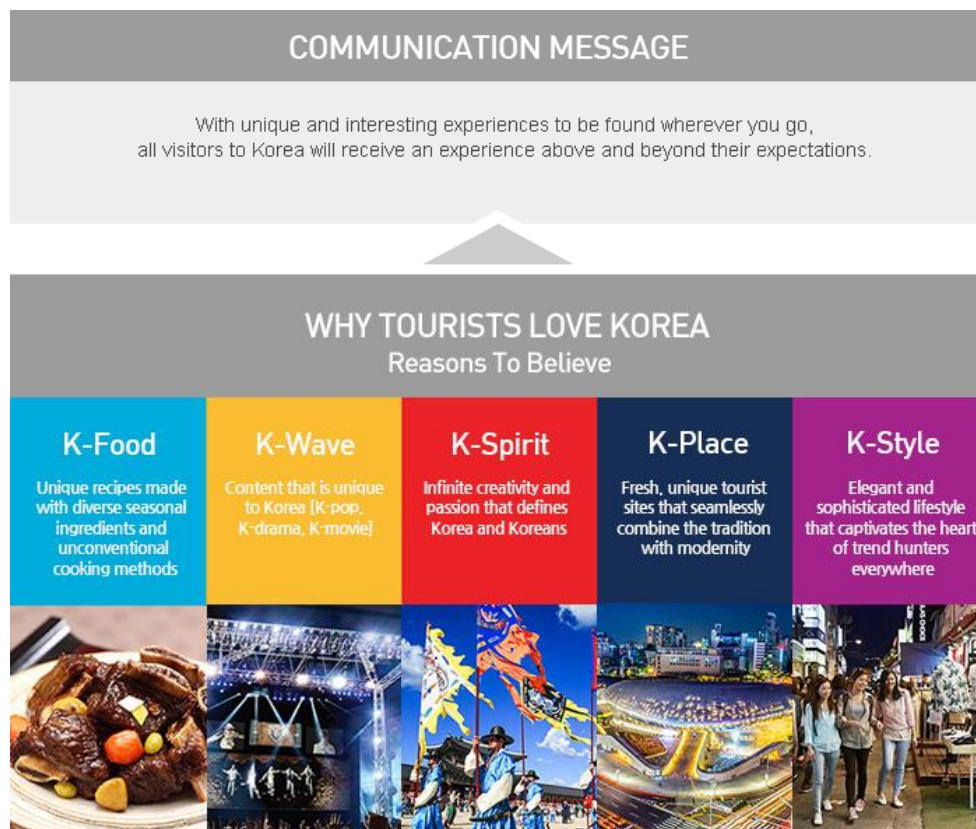 COMMUNICATION MESSAGE
With unique and interesting experiences to be found wherever you go,
all visitors to Korea will receive an experience above and beyond their expectations.
WHY TOURISTS LOVE KOREA
Reasons To Believe
K-Food
Unique recipes made
with diverse seasonal
ingredients and
unconventional
cooking methods
K-Wave
Content that is unique
to Korea [K-pop,
K-drama, K-movie]
K-Spirit
Infinite creativity and
passion that defines
Korea and Koreans
K-Place
Fresh, unique tourist
sites that seamlessly
combine the tradition
with modernity
K-Style
Elegant and
sophisticated lifestyle
that captivates the heart
of trend hunters
everywhere